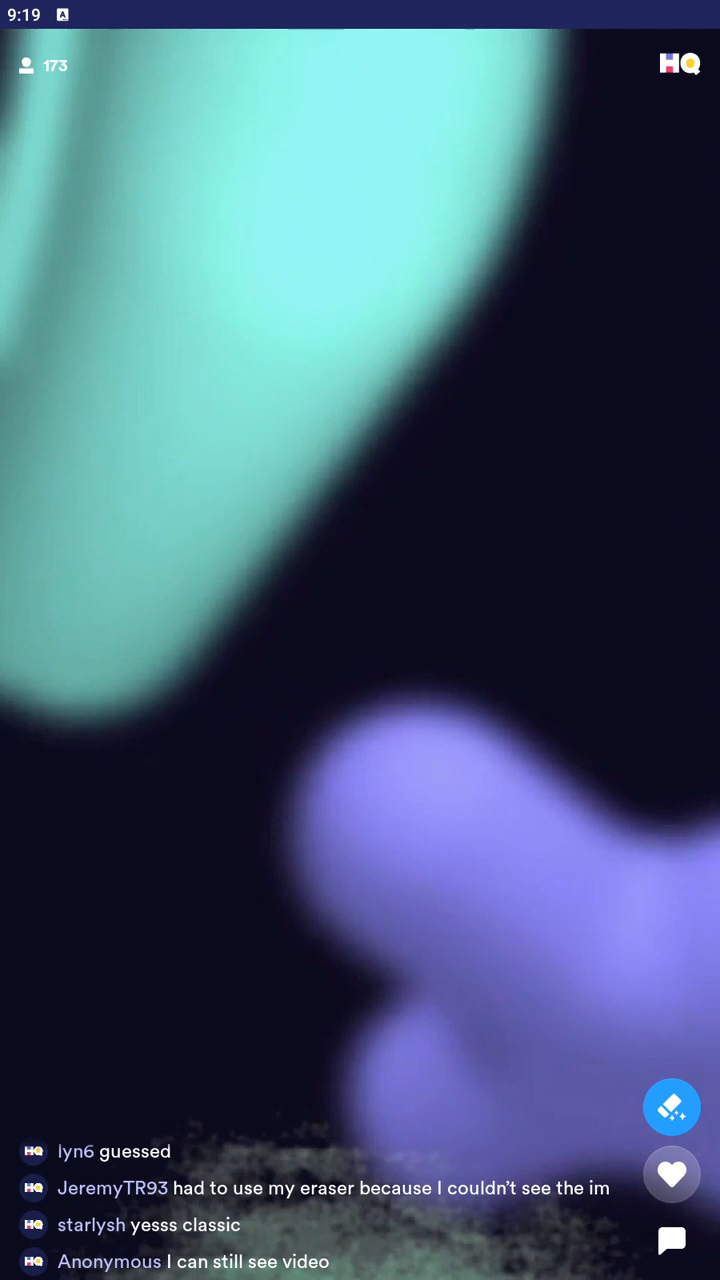 9:19 A
173
HQ
HQ lyn6 guessed
HQ JeremyTR93 had to use my eraser because I couldn’t see the im
HQ starlysh yesss classic
HQ Anonymous I can still see video